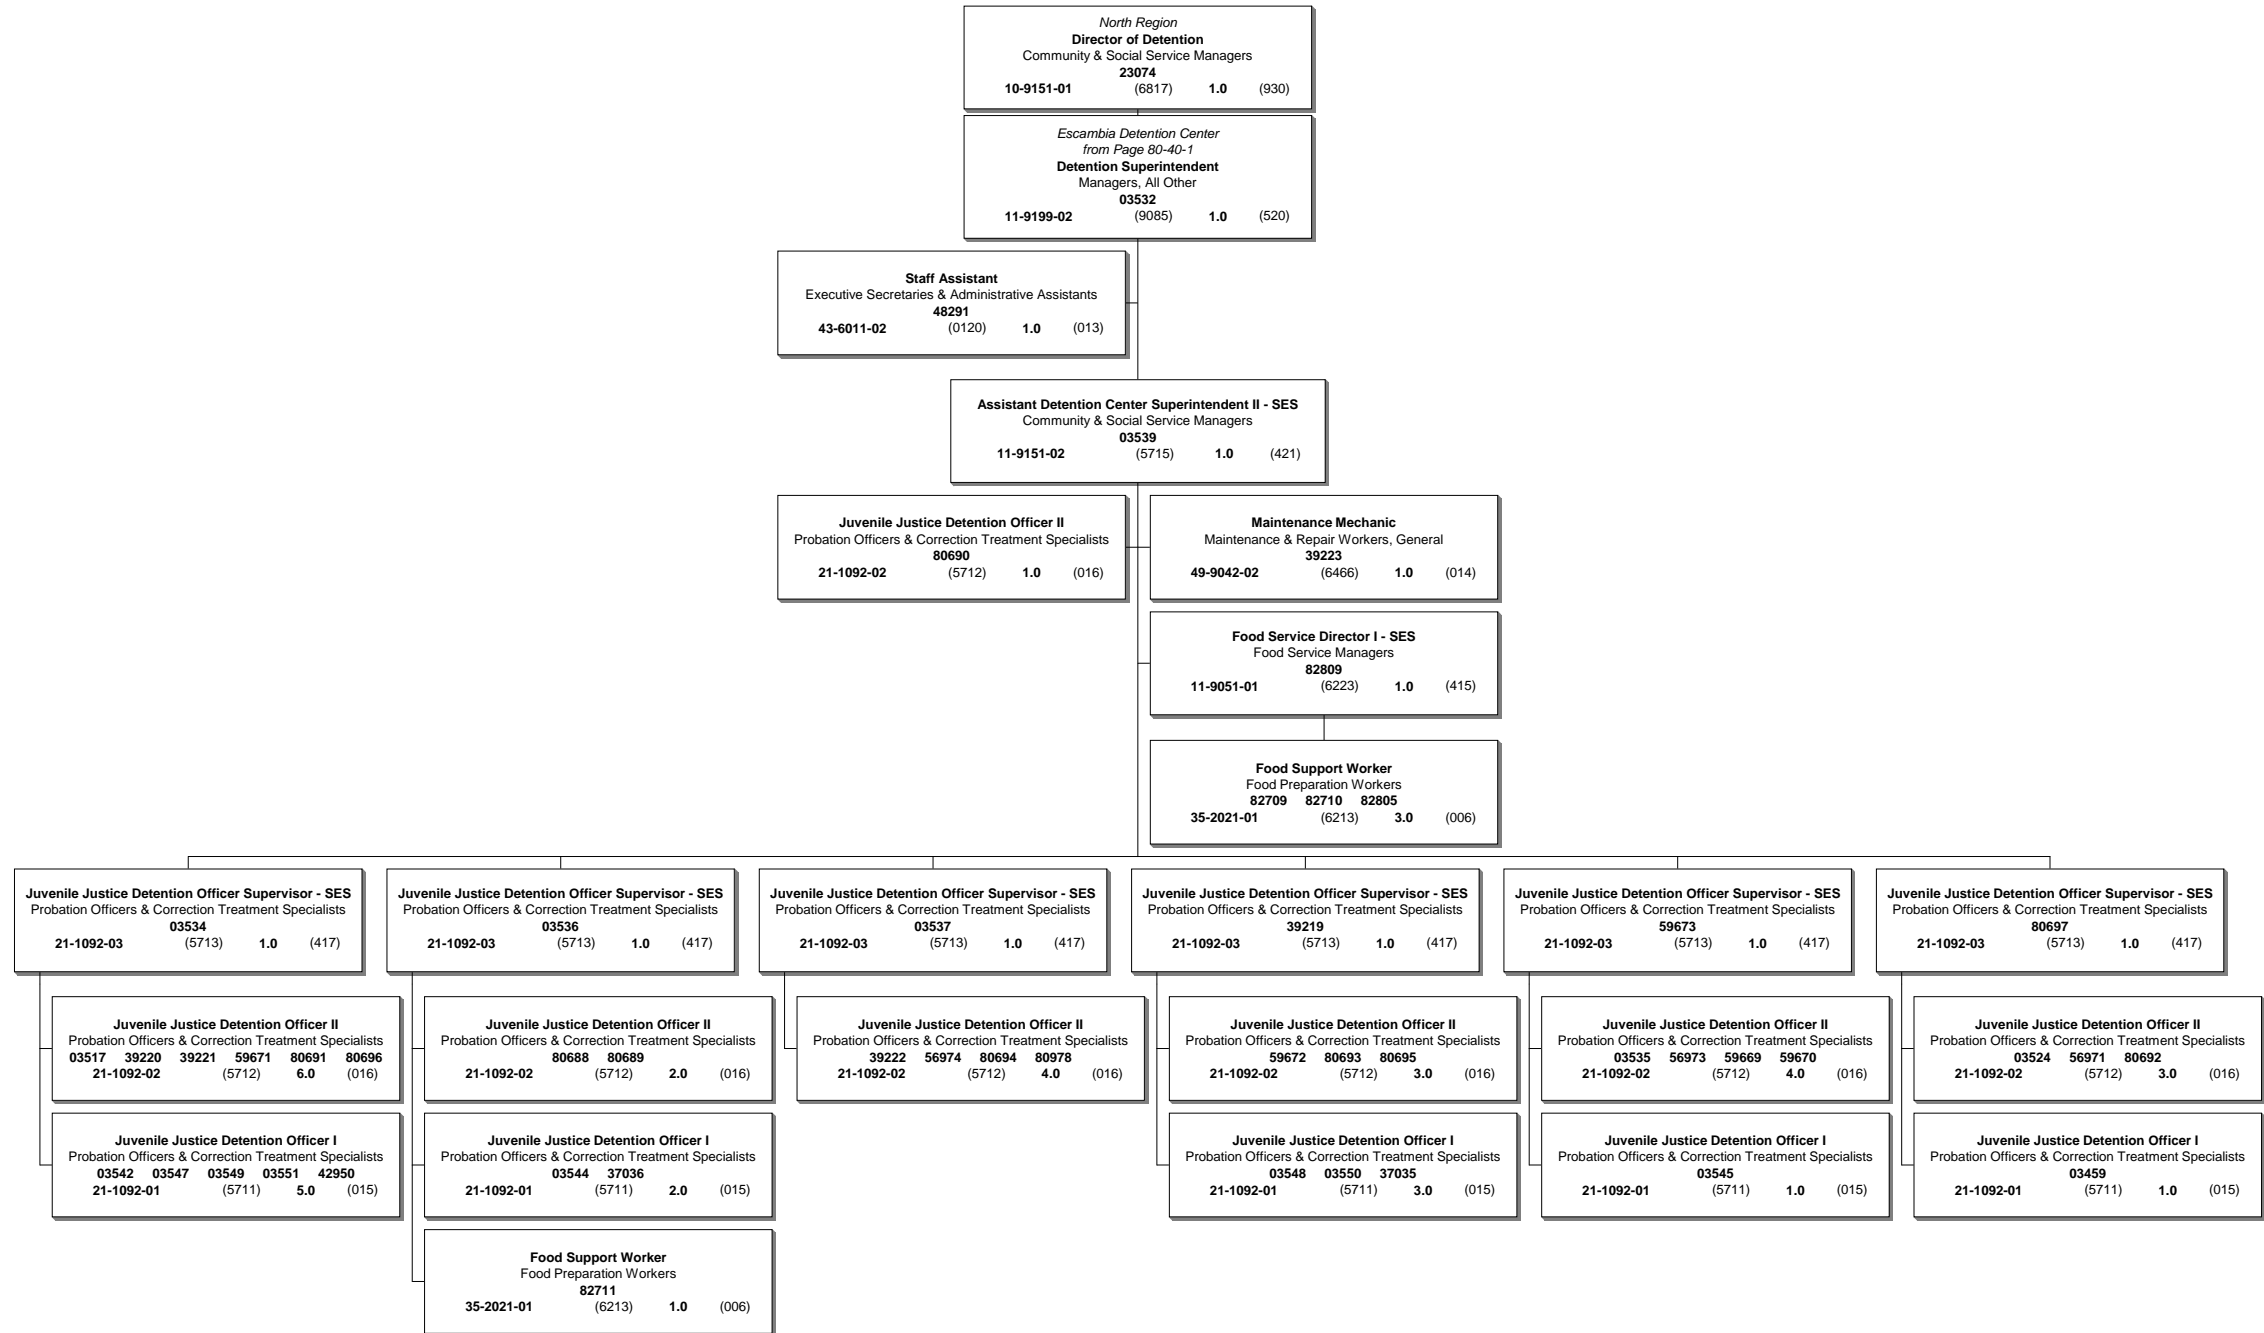 North Region
Director of Detention
Community & Social Service Managers
23074
10-9151-01 (6817) 1.0 (930)
Escambia Detention Center
from Page 80-40-1
Detention Superintendent
Managers, All Other
03532
11-9199-02 (9085) 1.0 (520)
Staff Assistant
Executive Secretaries & Administrative Assistants
48291
43-6011-02 (0120) 1.0 (013)
Assistant Detention Center Superintendent II - SES
Community & Social Service Managers
03539
11-9151-02 (5715) 1.0 (421)
Juvenile Justice Detention Officer II
Probation Officers & Correction Treatment Specialists
80690
21-1092-02 (5712) 1.0 (016)
Maintenance Mechanic
Maintenance & Repair Workers, General
39223
49-9042-02 (6466) 1.0 (014)
Food Service Director I - SES
Food Service Managers
82809
11-9051-01 (6223) 1.0 (415)
Food Support Worker
Food Preparation Workers
82709 82710 82805
35-2021-01 (6213) 3.0 (006)
Juvenile Justice Detention Officer Supervisor - SES
Probation Officers & Correction Treatment Specialists
03534
21-1092-03 (5713) 1.0 (417)
Juvenile Justice Detention Officer II
Probation Officers & Correction Treatment Specialists
03517 39220 39221 59671 80691 80696
21-1092-02 (5712) 6.0 (016)
Juvenile Justice Detention Officer I
Probation Officers & Correction Treatment Specialists
03542 03547 03549 03551 42950
21-1092-01 (5711) 5.0 (015)
Juvenile Justice Detention Officer Supervisor - SES
Probation Officers & Correction Treatment Specialists
03536
21-1092-03 (5713) 1.0 (417)
Juvenile Justice Detention Officer II
Probation Officers & Correction Treatment Specialists
80688 80689
21-1092-02 (5712) 2.0 (016)
Juvenile Justice Detention Officer I
Probation Officers & Correction Treatment Specialists
03544 37036
21-1092-01 (5711) 2.0 (015)
Food Support Worker
Food Preparation Workers
82711
35-2021-01 (6213) 1.0 (006)
Juvenile Justice Detention Officer Supervisor - SES
Probation Officers & Correction Treatment Specialists
03537
21-1092-03 (5713) 1.0 (417)
Juvenile Justice Detention Officer II
Probation Officers & Correction Treatment Specialists
39222 56974 80694 80978
21-1092-02 (5712) 4.0 (016)
Juvenile Justice Detention Officer Supervisor - SES
Probation Officers & Correction Treatment Specialists
39219
21-1092-03 (5713) 1.0 (417)
Juvenile Justice Detention Officer II
Probation Officers & Correction Treatment Specialists
59672 80693 80695
21-1092-02 (5712) 3.0 (016)
Juvenile Justice Detention Officer I
Probation Officers & Correction Treatment Specialists
03548 03550 37035
21-1092-01 (5711) 3.0 (015)
Juvenile Justice Detention Officer Supervisor - SES
Probation Officers & Correction Treatment Specialists
59673
21-1092-03 (5713) 1.0 (417)
Juvenile Justice Detention Officer II
Probation Officers & Correction Treatment Specialists
03535 56973 59669 59670
21-1092-02 (5712) 4.0 (016)
Juvenile Justice Detention Officer I
Probation Officers & Correction Treatment Specialists
03545
21-1092-01 (5711) 1.0 (015)
Juvenile Justice Detention Officer Supervisor - SES
Probation Officers & Correction Treatment Specialists
80697
21-1092-03 (5713) 1.0 (417)
Juvenile Justice Detention Officer II
Probation Officers & Correction Treatment Specialists
03524 56971 80692
21-1092-02 (5712) 3.0 (016)
Juvenile Justice Detention Officer I
Probation Officers & Correction Treatment Specialists
03459
21-1092-01 (5711) 1.0 (015)